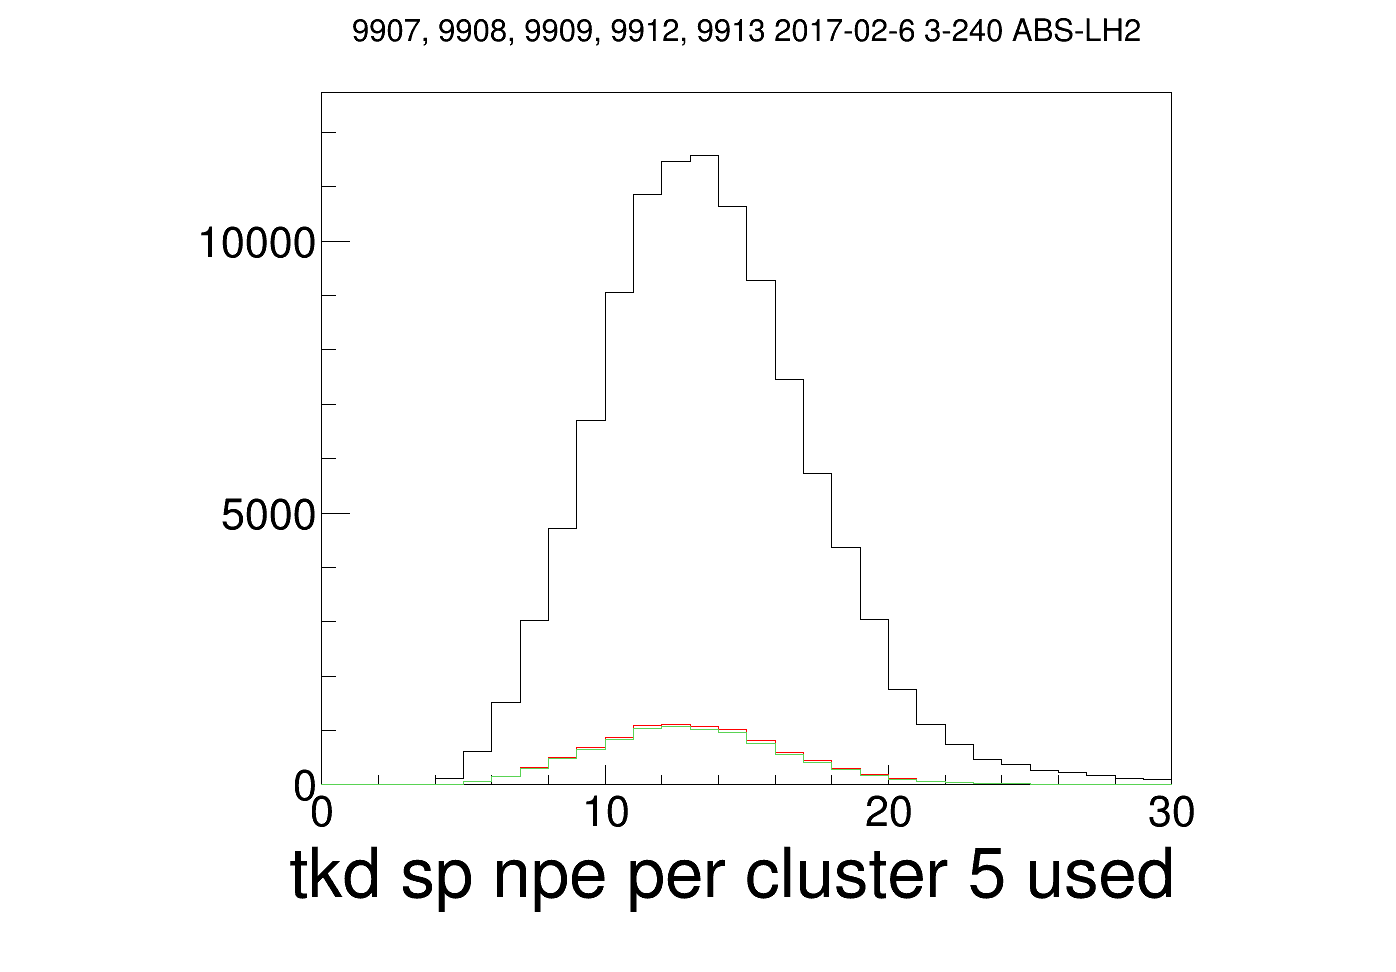 9907, 9908, 9909, 9912, 9913 2017-02-6 3-240 ABS-LH2
10000
5000
0
0 10 20 30
tkd sp npe per cluster 5 used